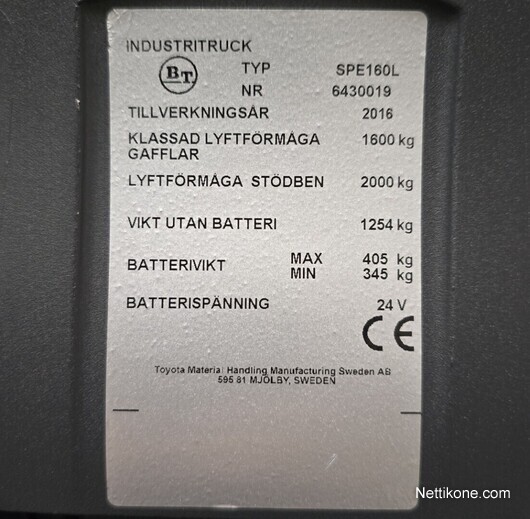 INDUSTRITRUCK
BT
TYP SPE160L
NR 6430019
TILLVERKNINGSÅR 2016
KLASSAD LYFTFÖRMÅGA 1600 kg
GAFFLAR
LYFTFÖRMÅGA STÖDBEN 2000 kg
VIKT UTAN BATTERI 1254 kg
BATTERIVIKT MAX 405 kg
MIN 345 kg
BATTERISPÄNNING 24 V
CE
Toyota Material Handling Manufacturing Sweden AB
595 81 MJÖLBY, SWEDEN
Nettikone.com